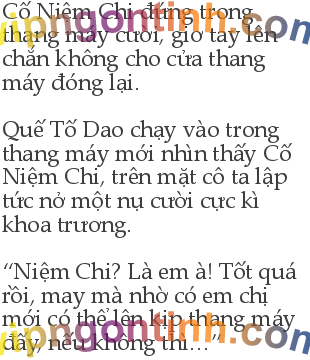 Cố Niệm Chi đứng trong
thang máy cười, giơ tay lên
chắn không cho cửa thang
máy đóng lại.
Quế Tố Dao chạy vào trong
thang máy mới nhìn thấy Cố
Niệm Chi, trên mặt cô ta lập
tức nở một nụ cười cực kì
khoa trương.
“Niệm Chi? Là em à! Tốt quá
rồi, may mà nhờ có em chị
mới có thể lên kịp thang máy
đấy, nếu không thì...”
vipngontinh.com
vipngontinh.com